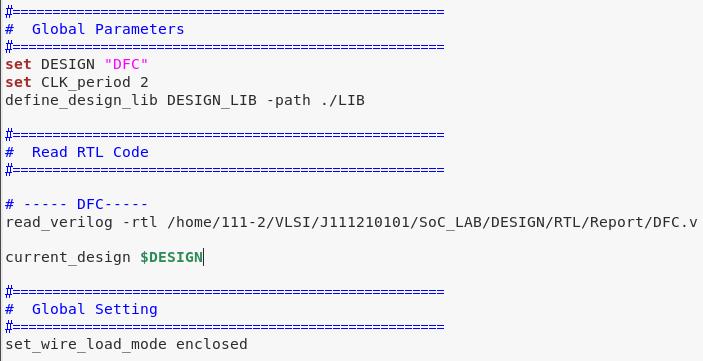 #================================================
#  Global Parameters
#================================================
set DESIGN "DFC"
set CLK_period 2
define_design_lib DESIGN_LIB -path ./LIB
#================================================
#  Read RTL Code
#================================================
# ----- DFC-----
read_verilog -rtl /home/111-2/VLSI/J111210101/SoC_LAB/DESIGN/RTL/Report/DFC.v
current_design $DESIGN
#================================================
#  Global Setting
#================================================
set_wire_load_mode enclosed